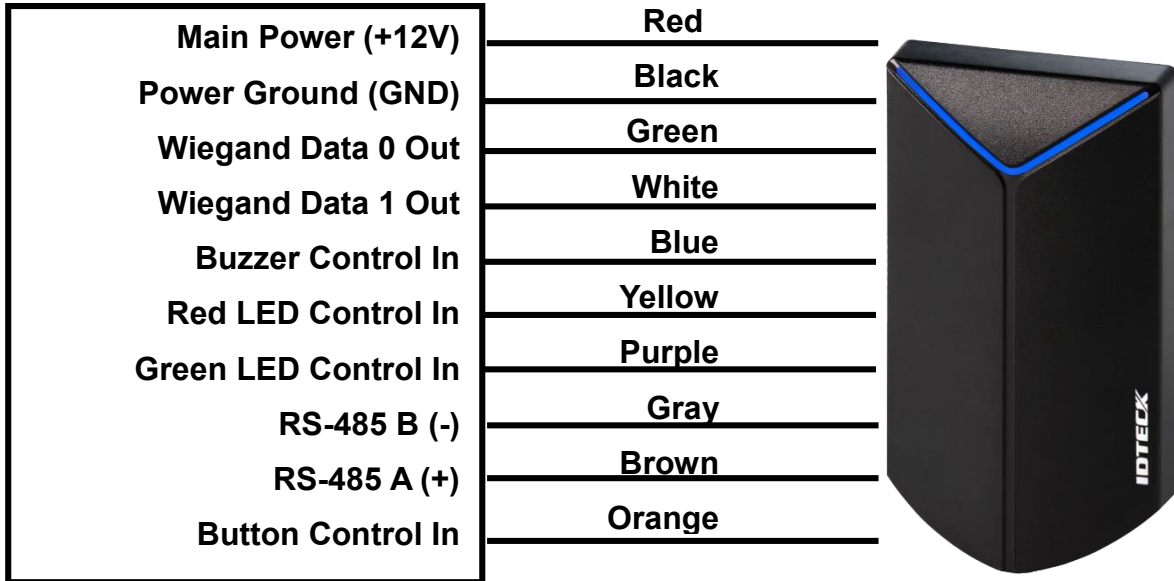 Main Power (+12V) Red
Power Ground (GND) Black
Wiegand Data 0 Out Green
Wiegand Data 1 Out White
Buzzer Control In Blue
Red LED Control In Yellow
Green LED Control In Purple
RS-485 B (-) Gray
RS-485 A (+) Brown
Button Control In Orange
IDTECK